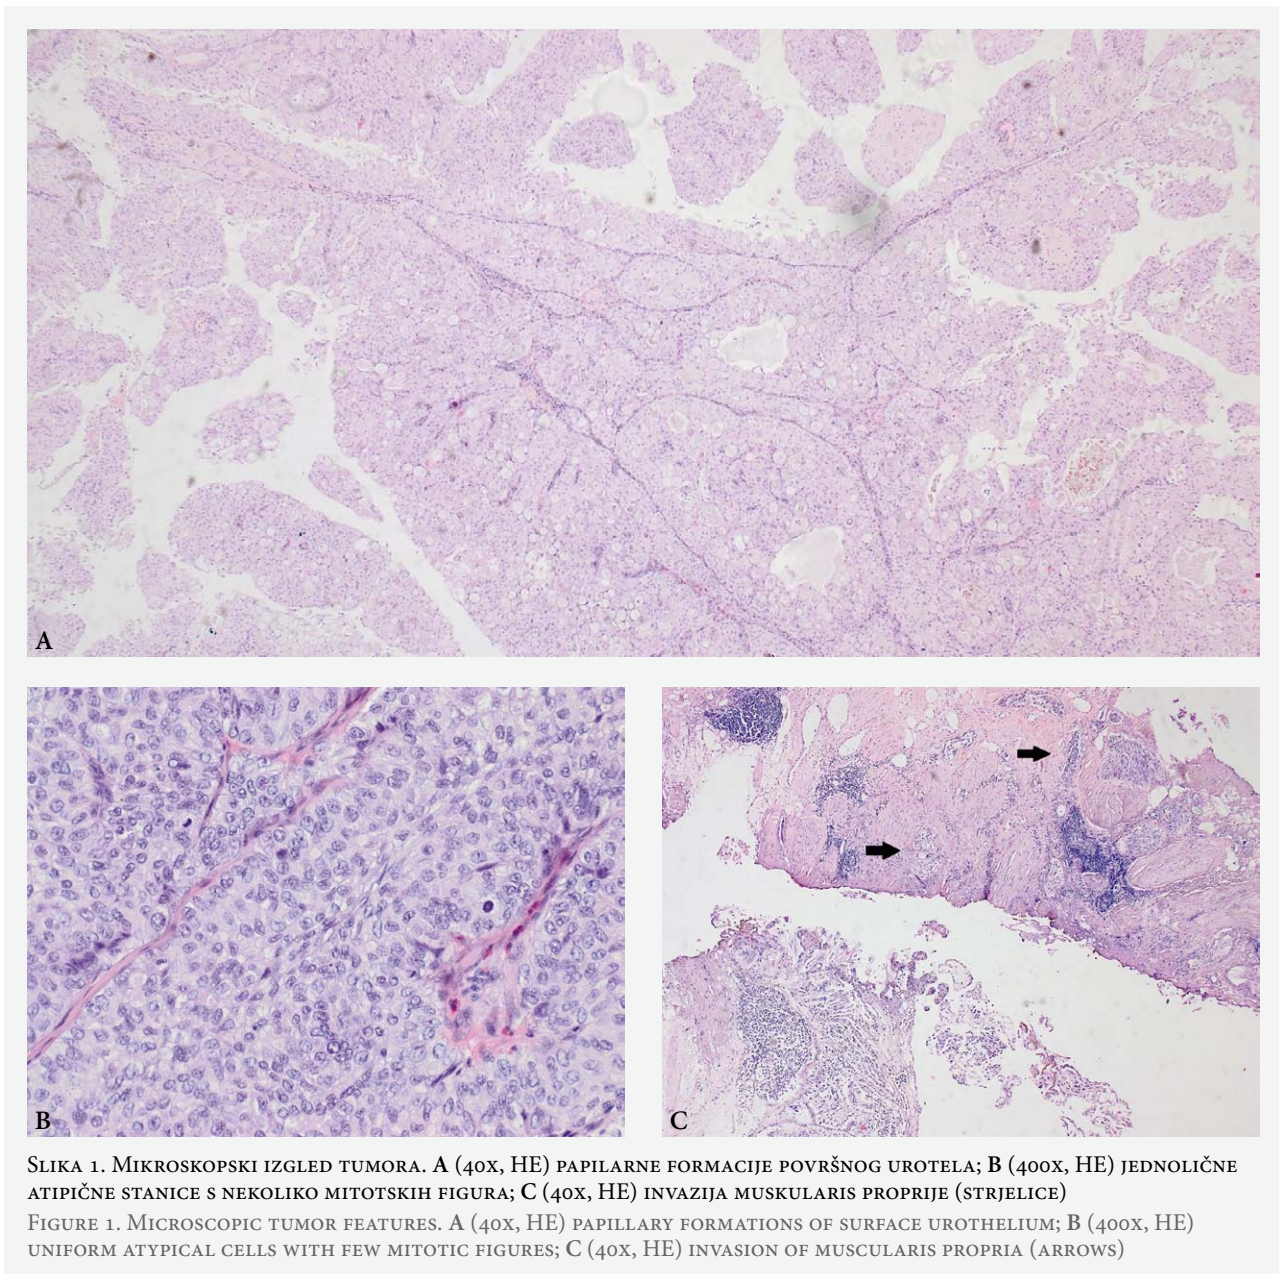 A
B
C
Slika 1. Mikroskopski izgled tumora. A (40x, HE) papilarne formacije površnog urotela; B (400x, HE) jednolične
atipične stanice s nekoliko mitotskih figura; C (40x, HE) invazija muskularis proprije (strjelice)
Figure 1. Microscopic tumor features. A (40x, HE) papillary formations of surface urothelium; B (400x, HE)
uniform atypical cells with few mitotic figures; C (40x, HE) invasion of muscularis propria (arrows)